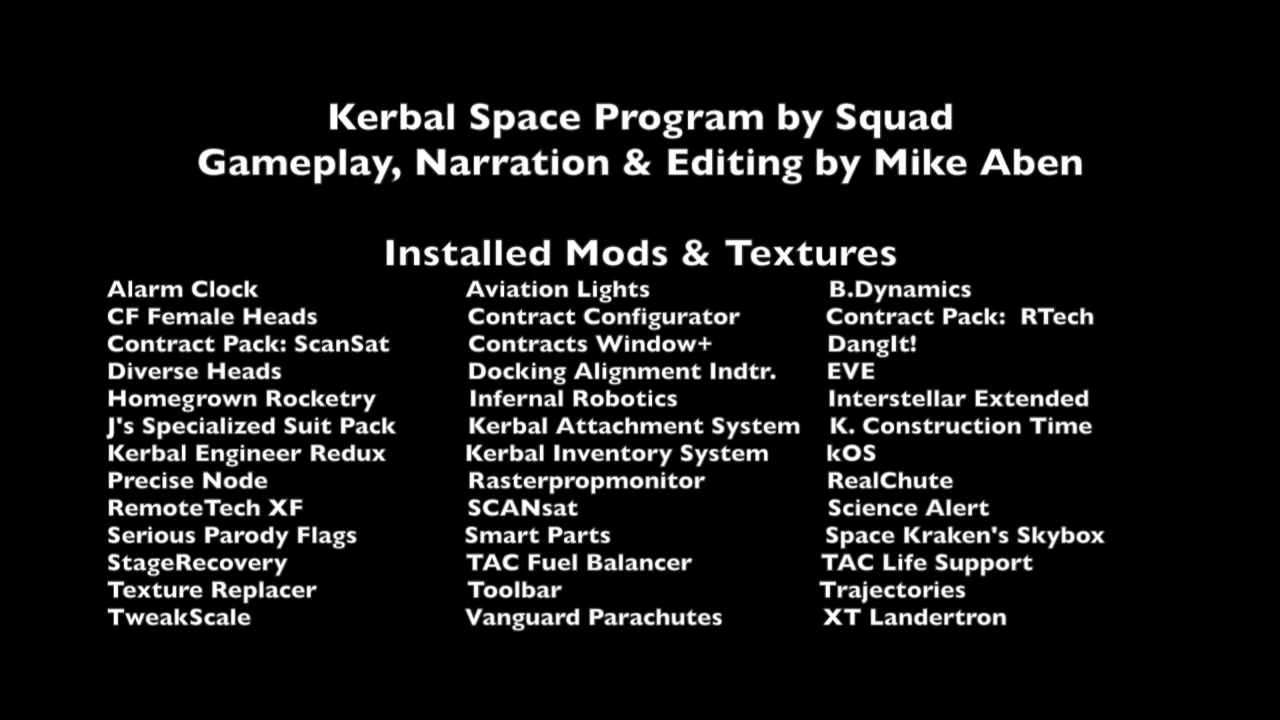 Kerbal Space Program by Squad
Gameplay, Narration & Editing by Mike Aben
Installed Mods & Textures
Alarm Clock Aviation Lights B.Dynamics
CF Female Heads Contract Configurator Contract Pack: RTech
Contract Pack: ScanSat Contracts Window+ DangIt!
Diverse Heads Docking Alignment Indtr. EVE
Homegrown Rocketry Infernal Robotics Interstellar Extended
J's Specialized Suit Pack Kerbal Attachment System K. Construction Time
Kerbal Engineer Redux Kerbal Inventory System kOS
Precise Node Rasterpropmonitor RealChute
RemoteTech XF SCANsat Science Alert
Serious Parody Flags Smart Parts Space Kraken's Skybox
StageRecovery TAC Fuel Balancer TAC Life Support
Texture Replacer Toolbar Trajectories
TweakScale Vanguard Parachutes XT Landertron